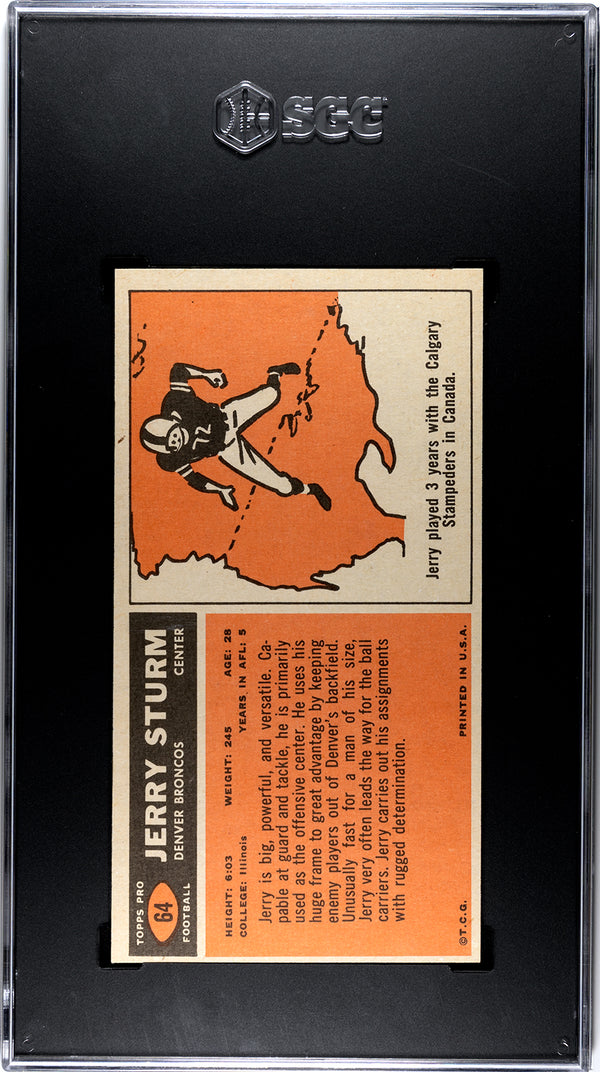 SGC
TOPPS PRO
64
FOOTBALL
JERRY STURM
DENVER BRONCOS CENTER
HEIGHT: 6:03 WEIGHT: 245 AGE: 28
COLLEGE: Illinois YEARS IN AFL: 5
Jerry is big, powerful, and versatile. Ca-
pable at guard and tackle, he is primarily
used as the offensive center. He uses his
huge frame to great advantage by keeping
enemy players out of Denver's backfield.
Unusually fast for a man of his size,
Jerry very often leads the way for the ball
carriers. Jerry carries out his assignments
with rugged determination.
©T.C.G. PRINTED IN U.S.A.
72
Jerry played 3 years with the Calgary
Stampeders in Canada.